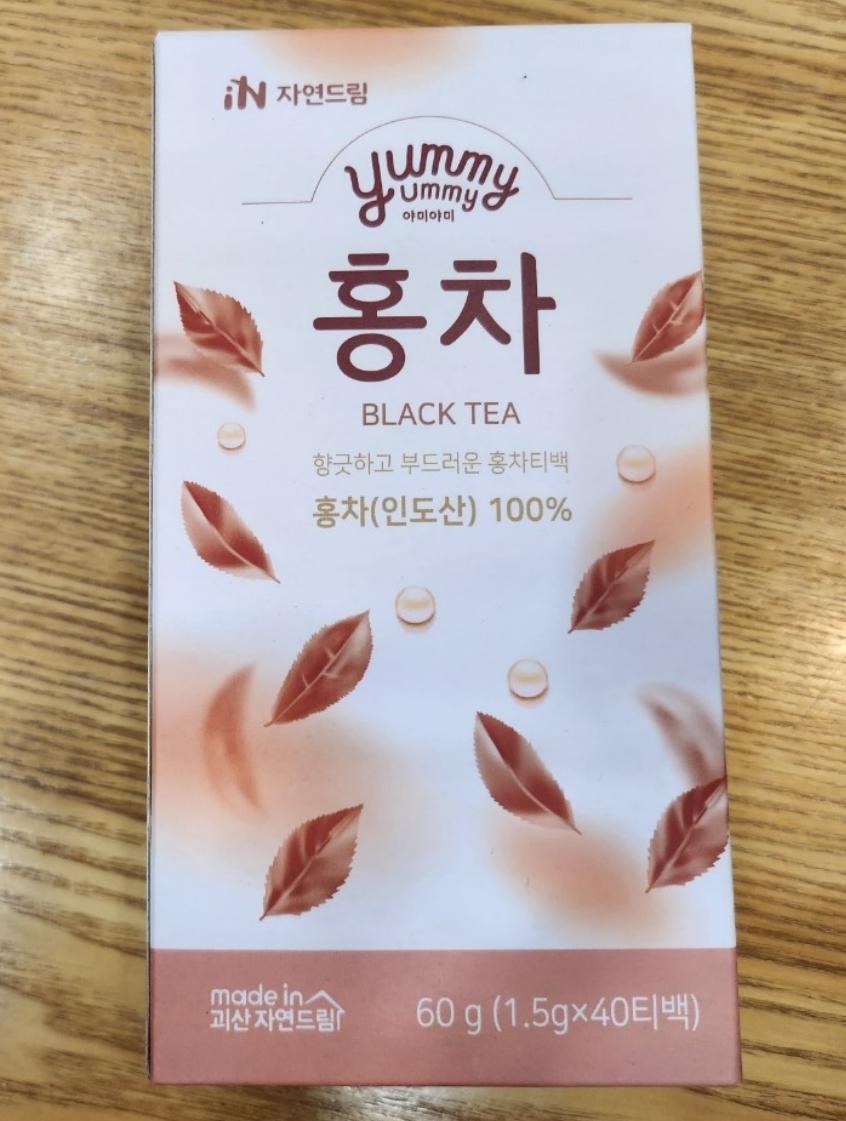 iN 자연드림
yummy
ummy
야미야미
홍차
BLACK TEA
향긋하고 부드러운 홍차티백
홍차(인도산) 100%
made in
괴산 자연드림
60 g (1.5g×40티백)